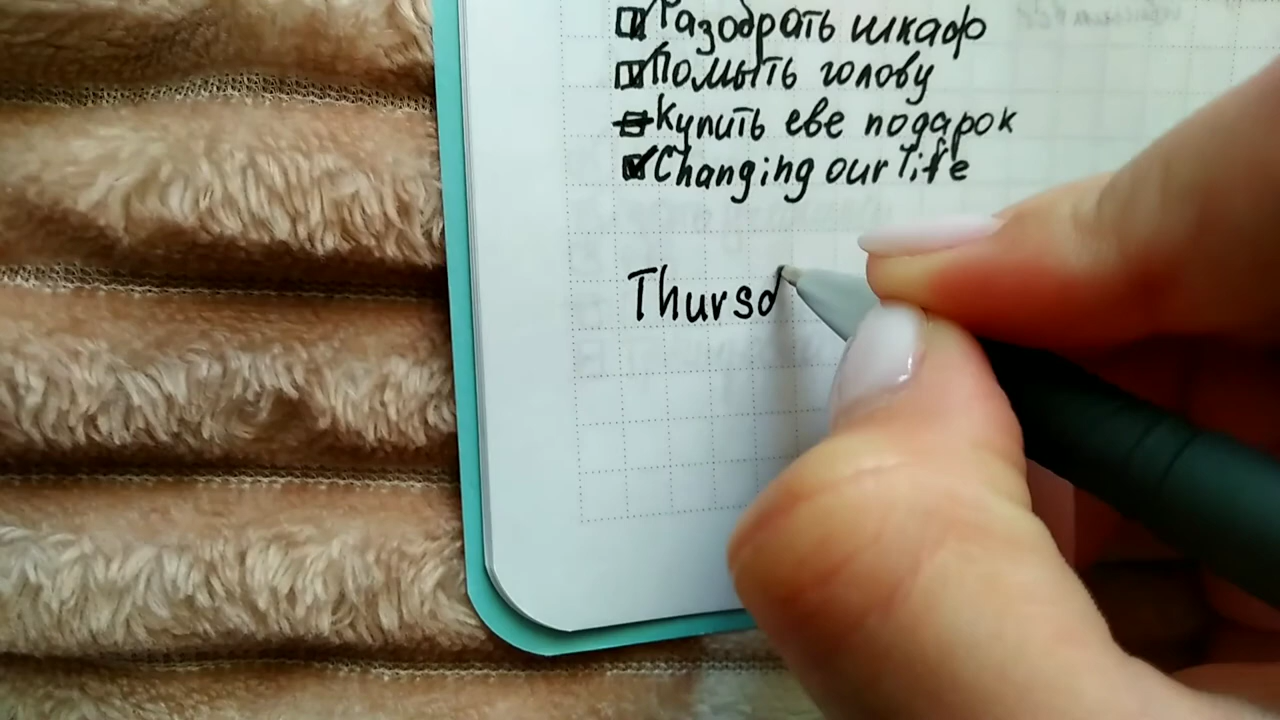 Разобрать шкаф
Помыть голову
Купить еве подарок
Changing our life
Thursd